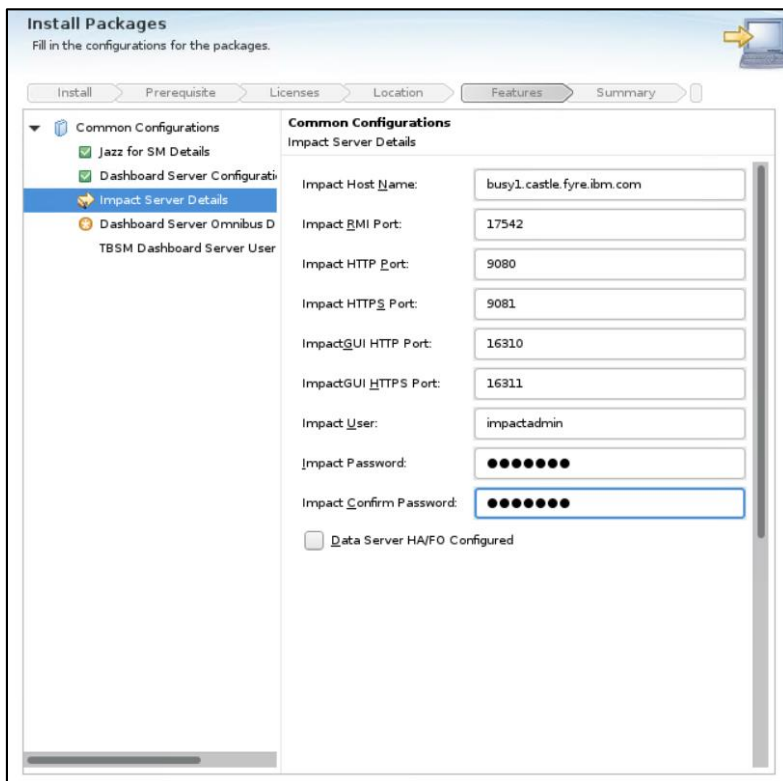 Install Packages
Fill in the configurations for the packages.
Install Prerequisite Licenses Location Features Summary
Common Configurations
Jazz for SM Details
Dashboard Server Configurati
Impact Server Details
Dashboard Server Omnibus D
TBSM Dashboard Server User
Common Configurations
Impact Server Details
Impact Host Name: busy1.castle.fyre.ibm.com
Impact RMI Port: 17542
Impact HTTP Port: 9080
Impact HTTPS Port: 9081
ImpactGUI HTTP Port: 16310
ImpactGUI HTTPS Port: 16311
Impact User: impactadmin
Impact Password: ●●●●●●●
Impact Confirm Password: ●●●●●●●
Data Server HA/FO Configured